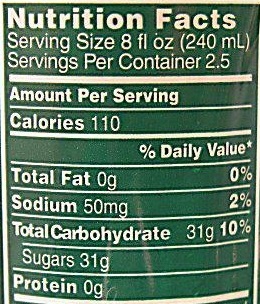 Nutrition Facts
Serving Size 8 fl oz (240 mL)
Servings Per Container 2.5
Amount Per Serving
Calories 110
% Daily Value*
Total Fat 0g 0%
Sodium 50mg 2%
Total Carbohydrate 31g 10%
Sugars 31g
Protein 0g